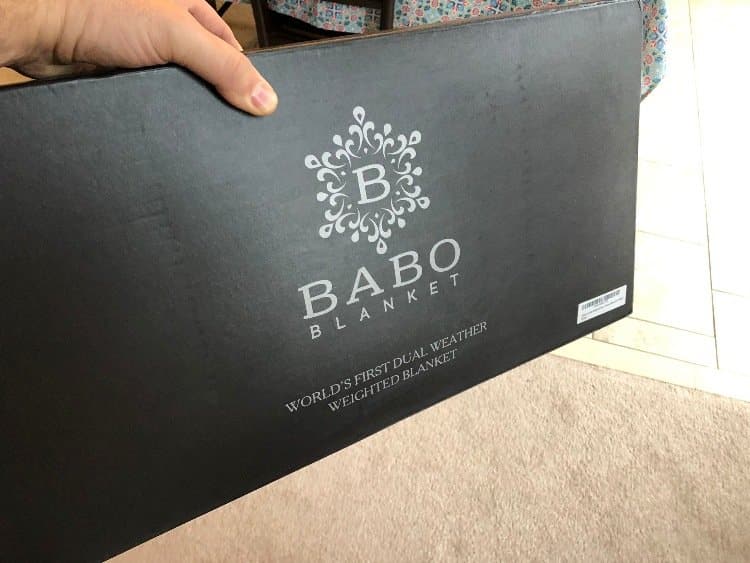 B
BABO
BLANKET
WORLD'S FIRST DUAL WEATHER
WEIGHTED BLANKET